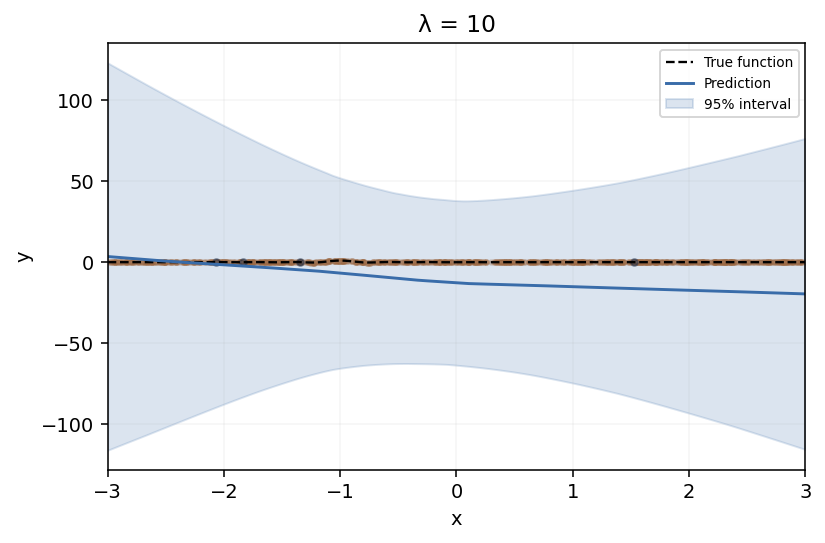 λ = 10
True function
Prediction
95% interval
100
50
0
−50
−100
y
−3
−2
−1
0
1
2
3
x